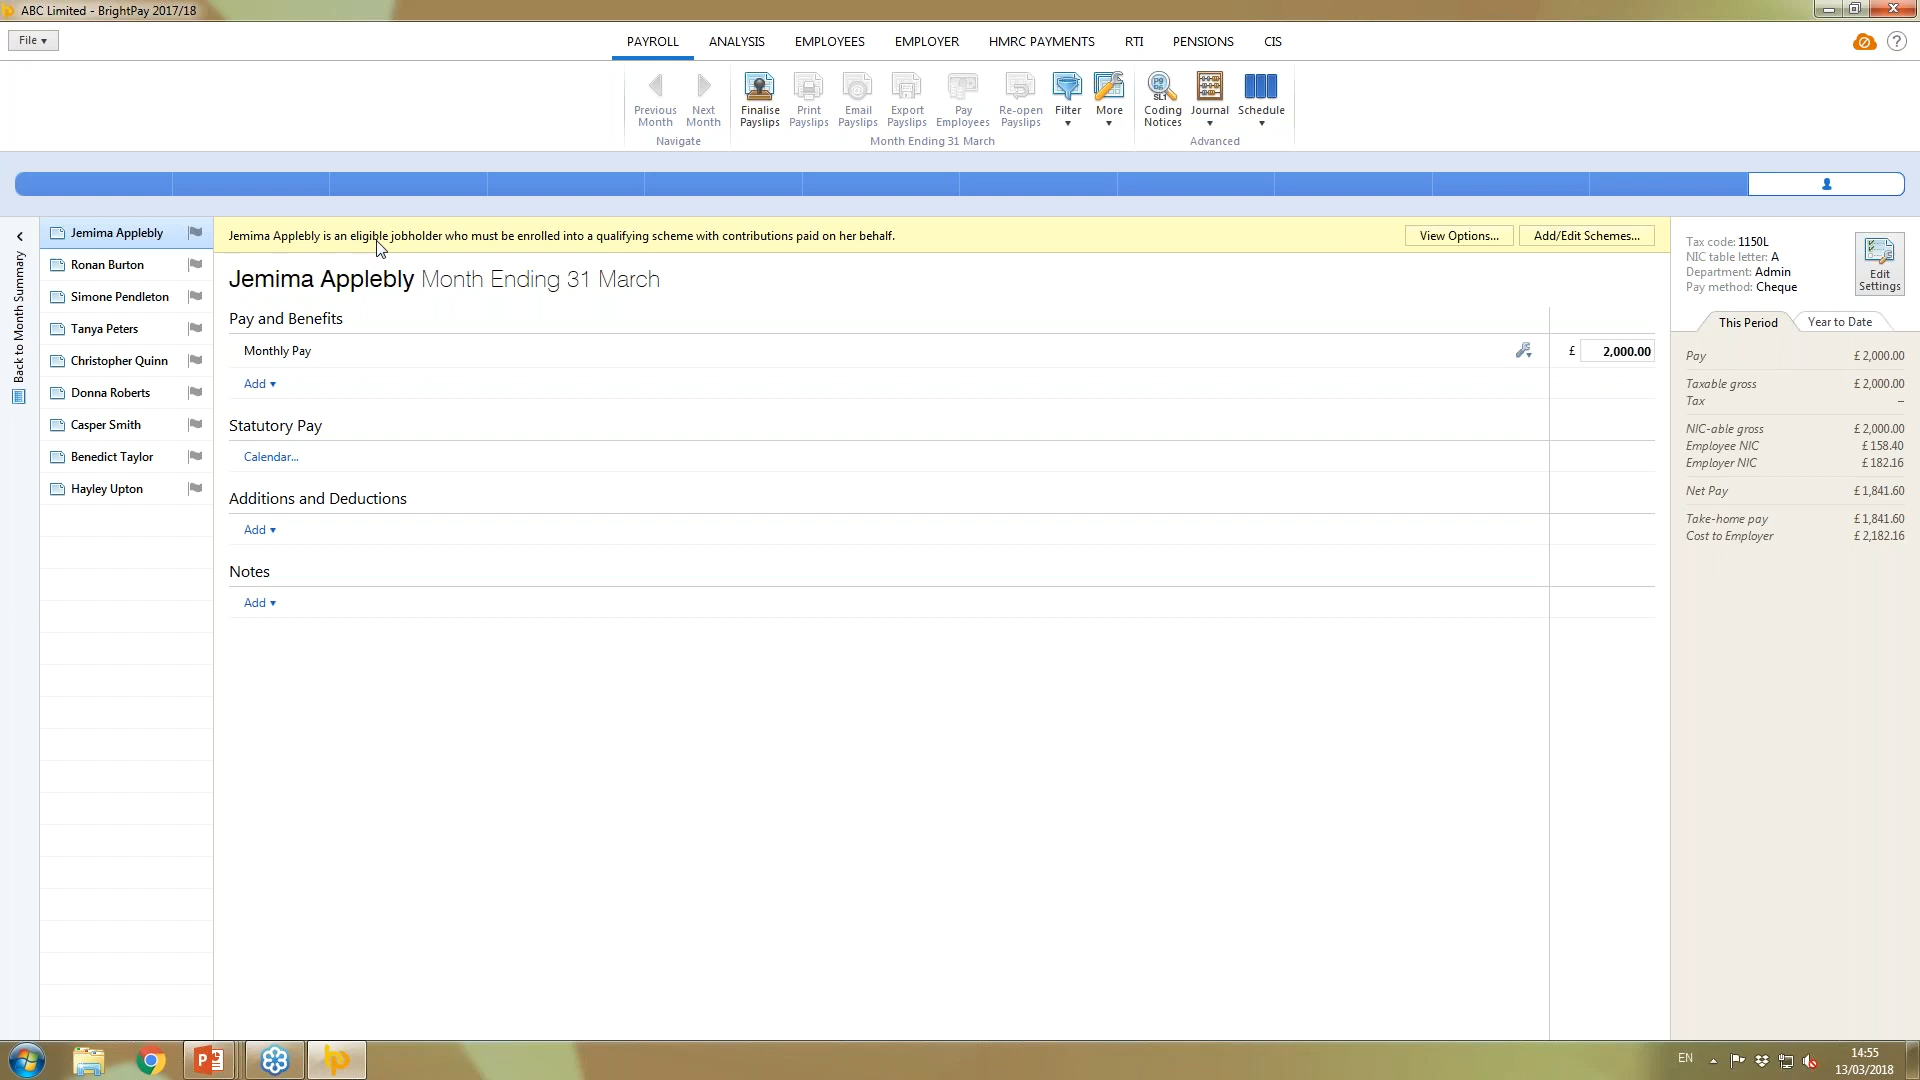 ABC Limited - BrightPay 2017/18
File
PAYROLL ANALYSIS EMPLOYEES EMPLOYER HMRC PAYMENTS RTI PENSIONS CIS
Previous Month
Next Month
Navigate
Finalise Payslips
Print Payslips
Email Payslips
Export Payslips
Pay Employees
Re-open Payslips
Filter
More
Month Ending 31 March
Coding Notices
Journal
Schedule
Advanced
Back to Month Summary
Jemima Applebly
Ronan Burton
Simone Pendleton
Tanya Peters
Christopher Quinn
Donna Roberts
Casper Smith
Benedict Taylor
Hayley Upton
Jemima Applebly is an eligible jobholder who must be enrolled into a qualifying scheme with contributions paid on her behalf.
View Options...
Add/Edit Schemes...
Jemima Applebly Month Ending 31 March
Pay and Benefits
Monthly Pay £ 2,000.00
Add
Statutory Pay
Calendar...
Additions and Deductions
Add
Notes
Add
Tax code: 1150L
NIC table letter: A
Department: Admin
Pay method: Cheque
Edit Settings
This Period Year to Date
Pay £ 2,000.00
Taxable gross £ 2,000.00
Tax –
NIC-able gross £ 2,000.00
Employee NIC £ 158.40
Employer NIC £ 182.16
Net Pay £ 1,841.60
Take-home pay £ 1,841.60
Cost to Employer £ 2,182.16
EN
14:55
13/03/2018